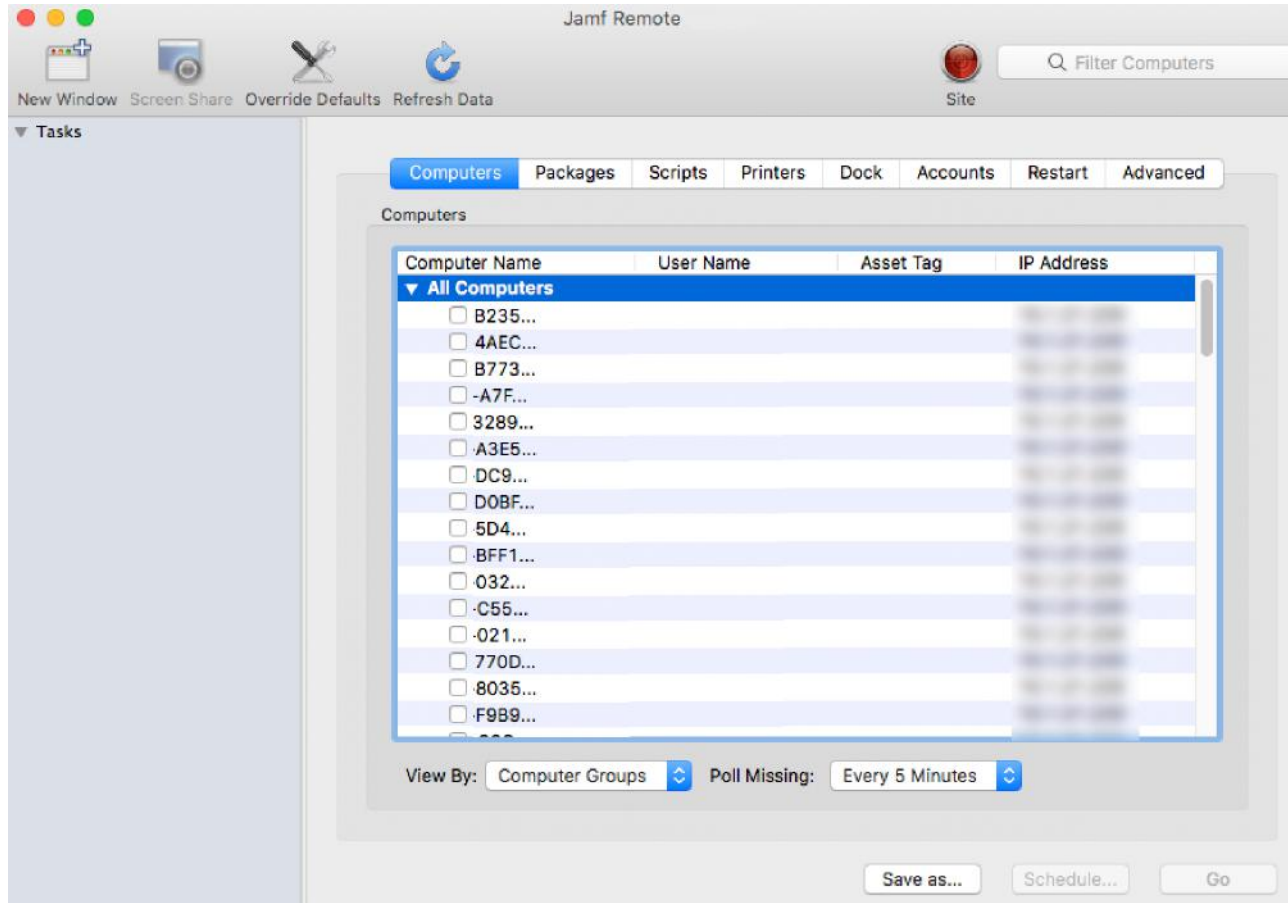 Jamf Remote
New Window Screen Share Override Defaults Refresh Data Site Filter Computers
Tasks
Computers Packages Scripts Printers Dock Accounts Restart Advanced
Computers
Computer Name User Name Asset Tag IP Address
All Computers
B235...
4AEC...
B773...
-A7F...
3289...
·A3E5...
·DC9...
D0BF...
·5D4...
·BFF1...
·032...
·C55...
·021...
770D...
·8035...
·F9B9...
View By: Computer Groups Poll Missing: Every 5 Minutes
Save as... Schedule... Go